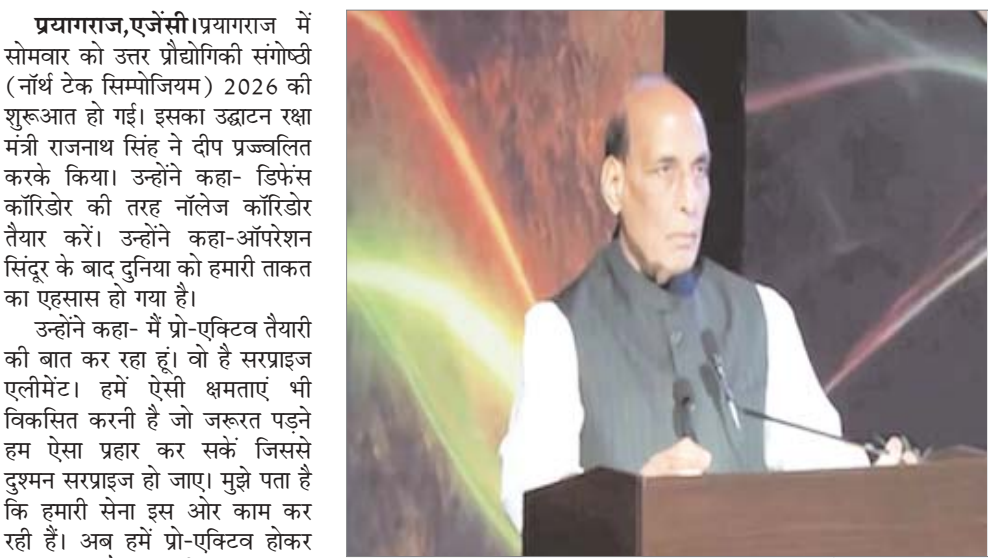 प्रयागराज,एजेंसी।प्रयागराज में
सोमवार को उत्तर प्रौद्योगिकी संगोष्ठी
(नॉर्थ टेक सिम्पोजियम) 2026 की
शुरूआत हो गई। इसका उद्घाटन रक्षा
मंत्री राजनाथ सिंह ने दीप प्रज्ज्वलित
करके किया। उन्होंने कहा- डिफेंस
कॉरिडोर की तरह नॉलेज कॉरिडोर
तैयार करें। उन्होंने कहा-ऑपरेशन
सिंदूर के बाद दुनिया को हमारी ताकत
का एहसास हो गया है।
उन्होंने कहा- मैं प्रो-एक्टिव तैयारी
की बात कर रहा हूं। वो है सरप्राइज
एलीमेंट। हमें ऐसी क्षमताएं भी
विकसित करनी है जो जरूरत पड़ने
हम ऐसा प्रहार कर सकें जिससे
दुश्मन सरप्राइज हो जाए। मुझे पता है
कि हमारी सेना इस ओर काम कर
रही हैं। अब हमें प्रो-एक्टिव होकर